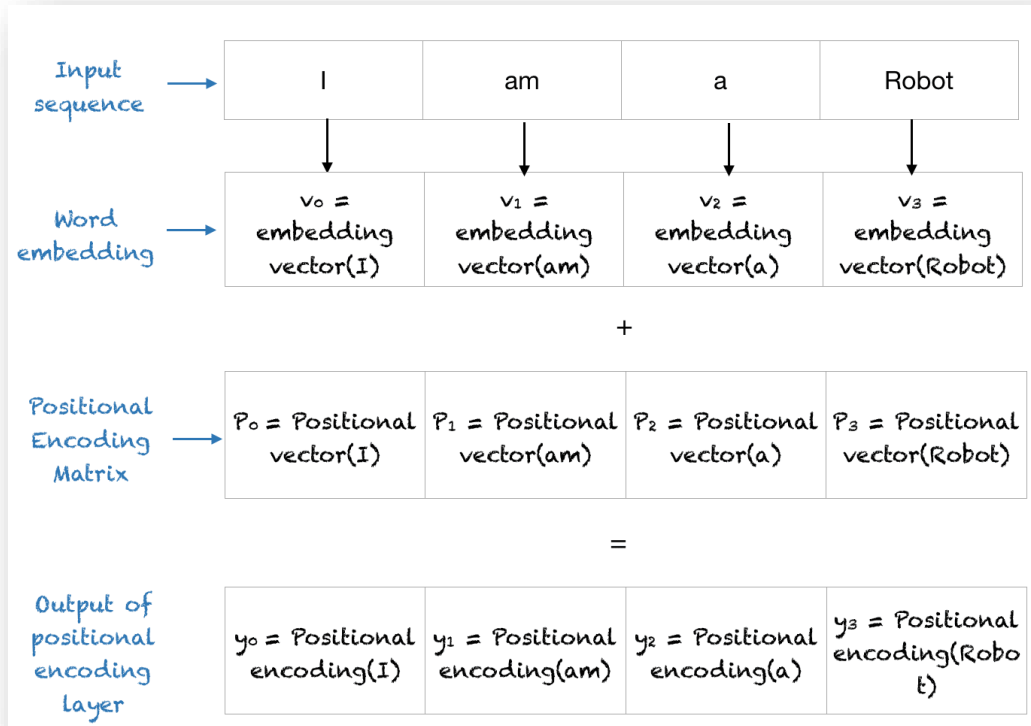 Input
sequence
I
am
a
Robot
Word
embedding
v₀ =
embedding
vector(I)
v₁ =
embedding
vector(am)
v₂ =
embedding
vector(a)
v₃ =
embedding
vector(Robot)
+
Positional
Encoding
Matrix
P₀ = Positional
vector(I)
P₁ = Positional
vector(am)
P₂ = Positional
vector(a)
P₃ = Positional
vector(Robot)
=
Output of
positional
encoding
layer
y₀ = Positional
encoding(I)
y₁ = Positional
encoding(am)
y₂ = Positional
encoding(a)
y₃ = Positional
encoding(Robo
t)